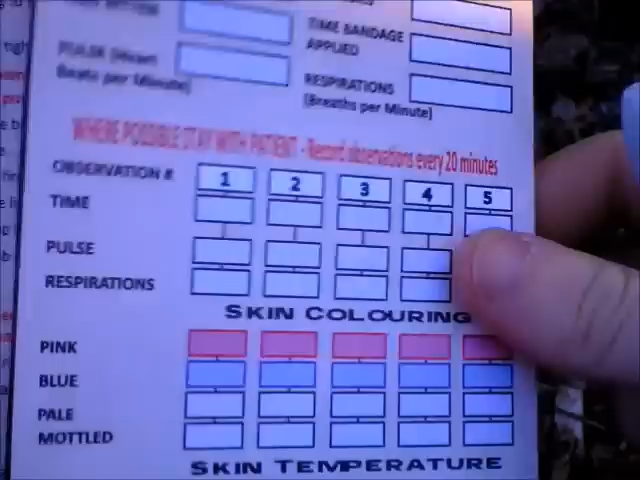 TIME BANDAGE
APPLIED
PULSE (Heart
Beats per Minute)
RESPIRATIONS
(Breaths per Minute)
WHERE POSSIBLE STAY WITH PATIENT - Record observations every 20 minutes
OBSERVATION # 1 2 3 4 5
TIME
PULSE
RESPIRATIONS
SKIN COLOURING
PINK
BLUE
PALE
MOTTLED
SKIN TEMPERATURE